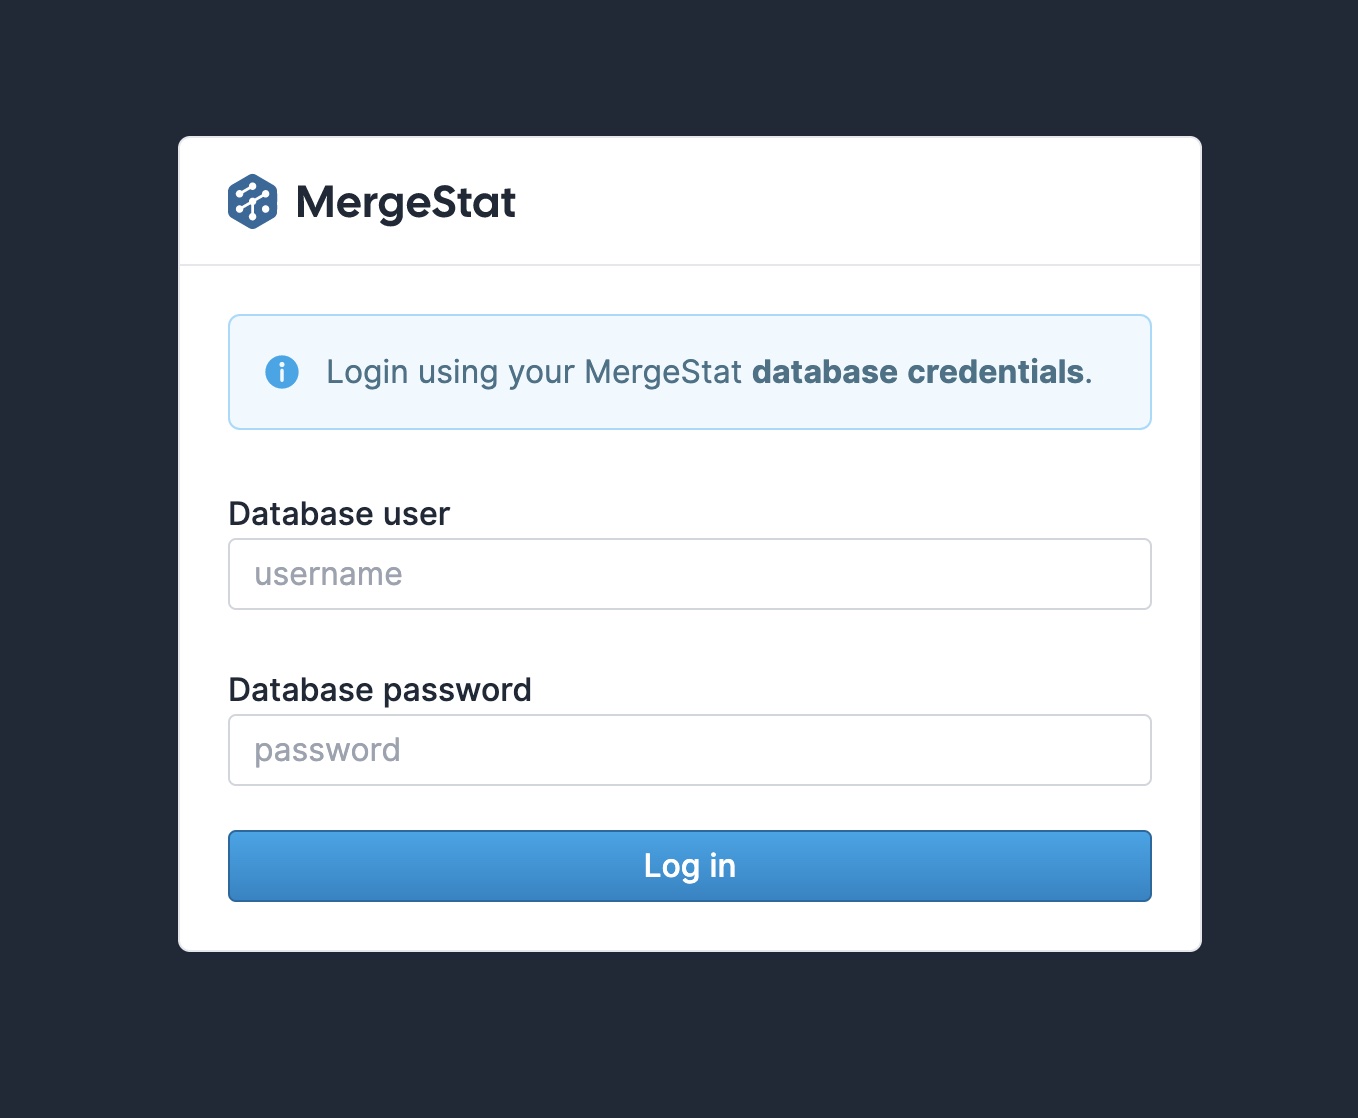 MergeStat
Login using your MergeStat database credentials.
Database user
username
Database password
password
Log in